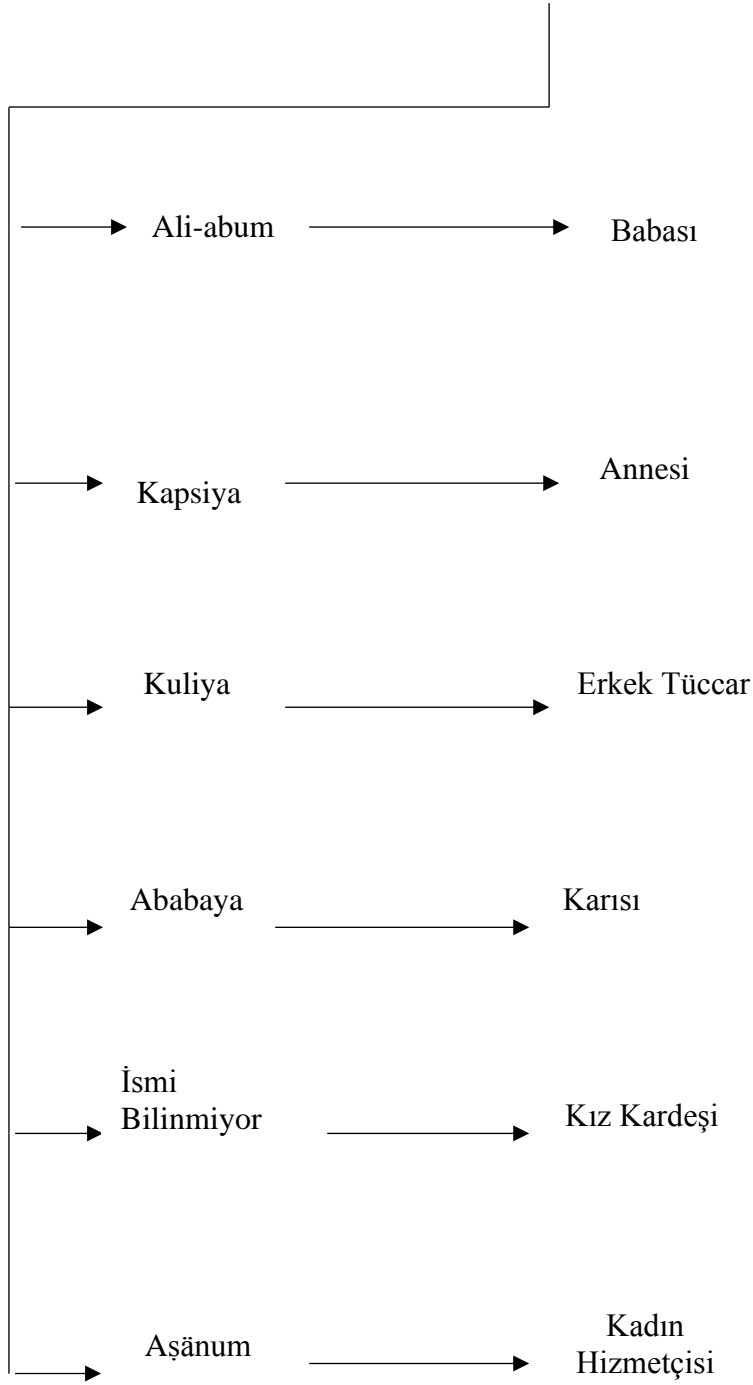 Ali-abum Babası
Kapsiya Annesi
Kuliya Erkek Tüccar
Ababaya Karısı
İsmi
Bilinmiyor Kız Kardeşi
Aşänum Kadın
Hizmetçisi